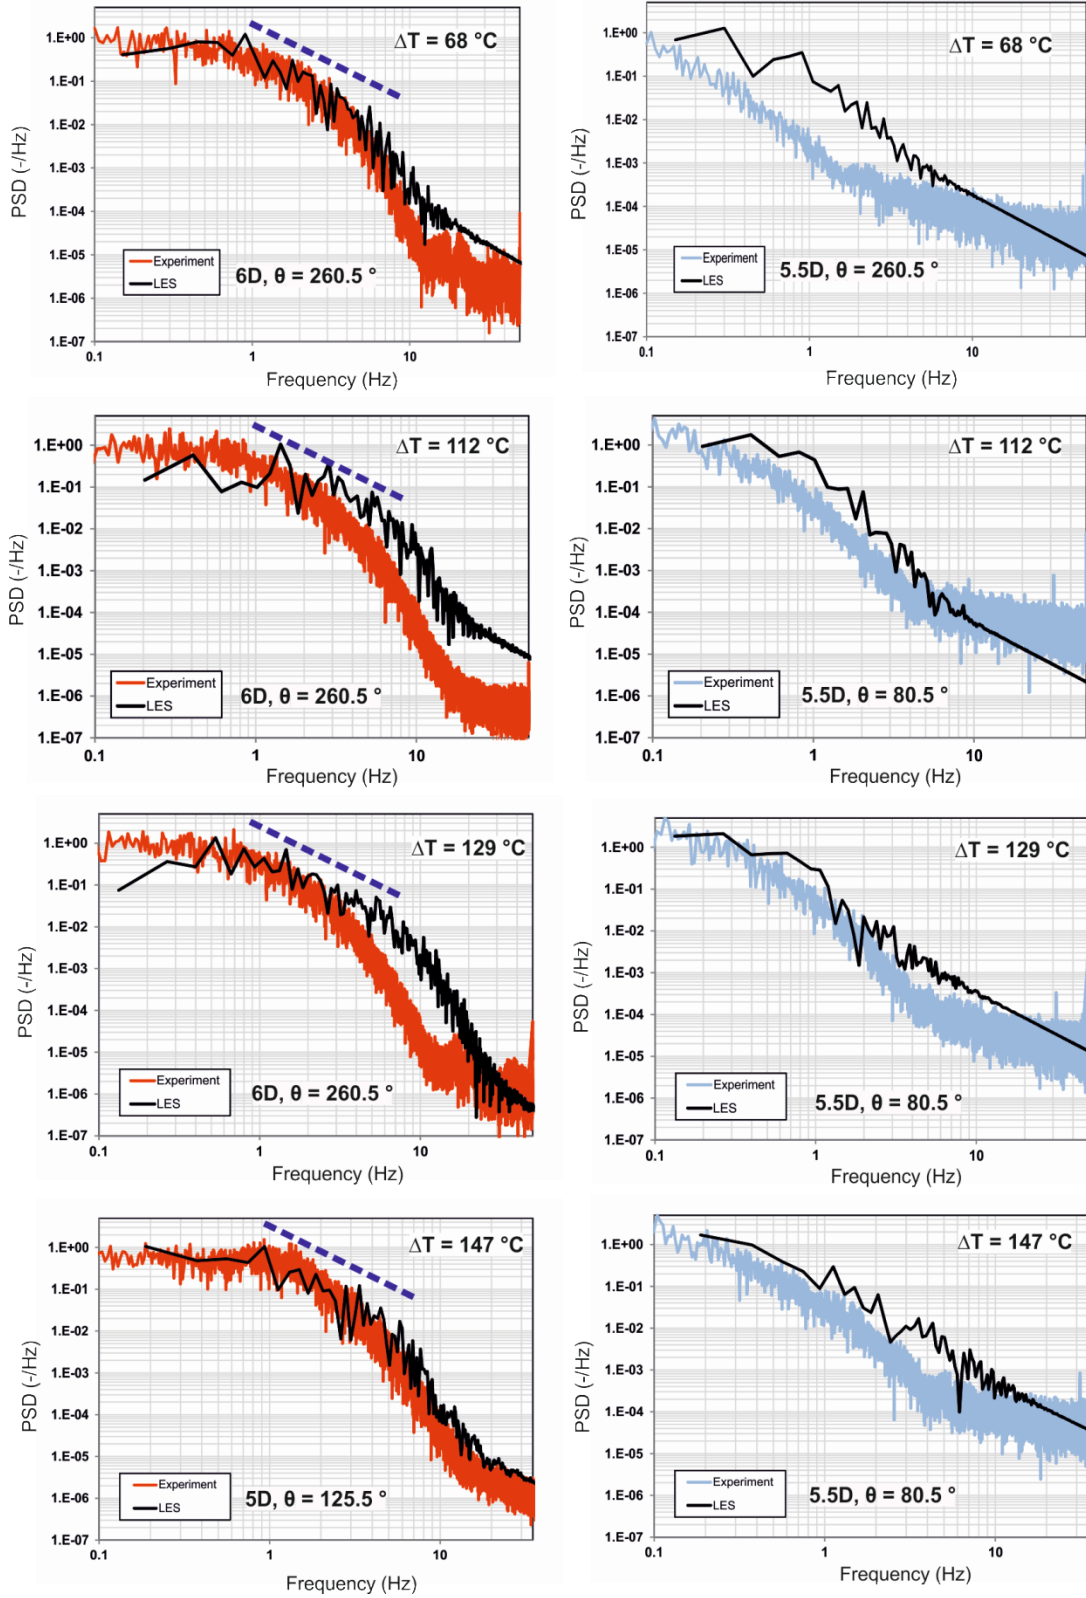 ΔT = 68 °C
1.E+00
1.E-01
1.E-02
1.E-03
1.E-04
1.E-05
1.E-06
1.E-07
PSD (-/Hz)
Experiment
LES
6D, θ = 260.5 °
0.1 1 10
Frequency (Hz)
ΔT = 68 °C
1.E+00
1.E-01
1.E-02
1.E-03
1.E-04
1.E-05
1.E-06
1.E-07
PSD (-/Hz)
Experiment
LES
5.5D, θ = 260.5 °
0.1 1 10
Frequency (Hz)
ΔT = 112 °C
1.E+00
1.E-01
1.E-02
1.E-03
1.E-04
1.E-05
1.E-06
1.E-07
PSD (-/Hz)
Experiment
LES
6D, θ = 260.5 °
0.1 1 10
Frequency (Hz)
ΔT = 112 °C
1.E+00
1.E-01
1.E-02
1.E-03
1.E-04
1.E-05
1.E-06
1.E-07
PSD (-/Hz)
Experiment
LES
5.5D, θ = 80.5 °
0.1 1 10
Frequency (Hz)
ΔT = 129 °C
1.E+00
1.E-01
1.E-02
1.E-03
1.E-04
1.E-05
1.E-06
1.E-07
PSD (-/Hz)
Experiment
LES
6D, θ = 260.5 °
0.1 1 10
Frequency (Hz)
ΔT = 129 °C
1.E+00
1.E-01
1.E-02
1.E-03
1.E-04
1.E-05
1.E-06
1.E-07
PSD (-/Hz)
Experiment
LES
5.5D, θ = 80.5 °
0.1 1 10
Frequency (Hz)
ΔT = 147 °C
1.E+00
1.E-01
1.E-02
1.E-03
1.E-04
1.E-05
1.E-06
1.E-07
PSD (-/Hz)
Experiment
LES
5D, θ = 125.5 °
0.1 1 10
Frequency (Hz)
ΔT = 147 °C
1.E+00
1.E-01
1.E-02
1.E-03
1.E-04
1.E-05
1.E-06
1.E-07
PSD (-/Hz)
Experiment
LES
5.5D, θ = 80.5 °
0.1 1 10
Frequency (Hz)